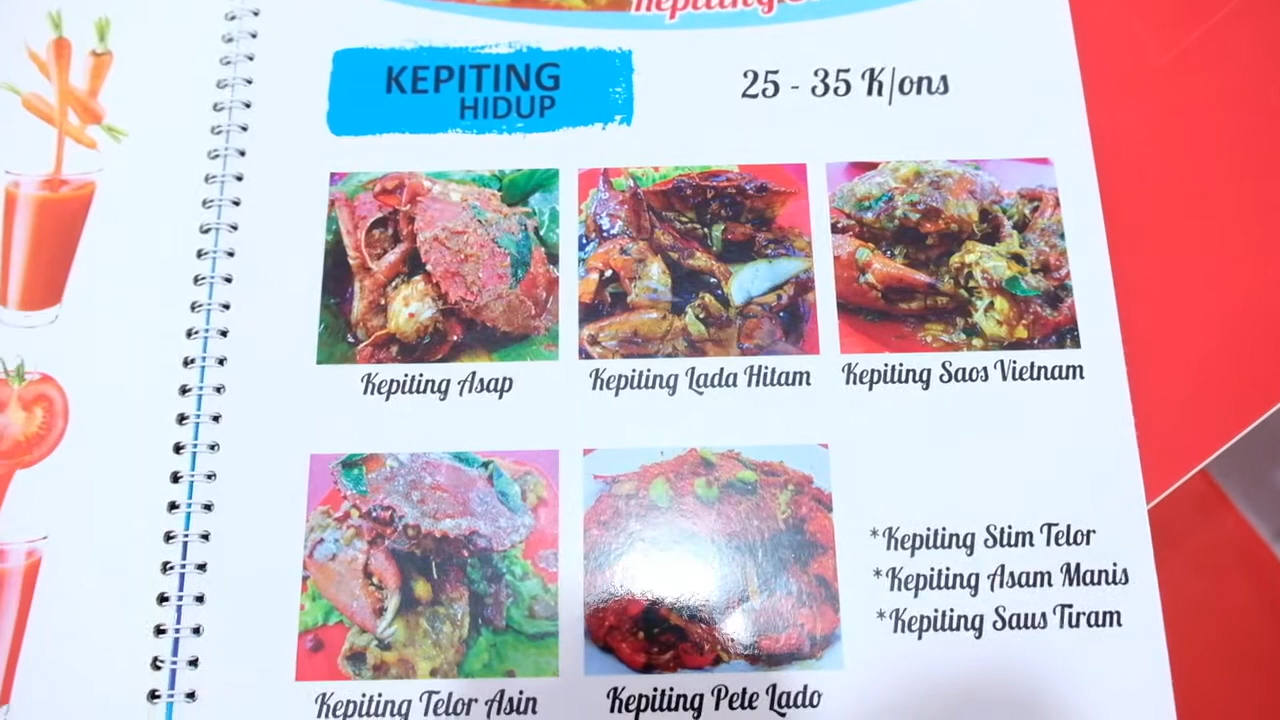 Kepiting
KEPITING
HIDUP
25 - 35 K/ons
Kepiting Asap
Kepiting Lada Hitam
Kepiting Saos Vietnam
Kepiting Telor Asin
Kepiting Pete Lado
*Kepiting Stim Telor
*Kepiting Asam Manis
*Kepiting Saus Tiram